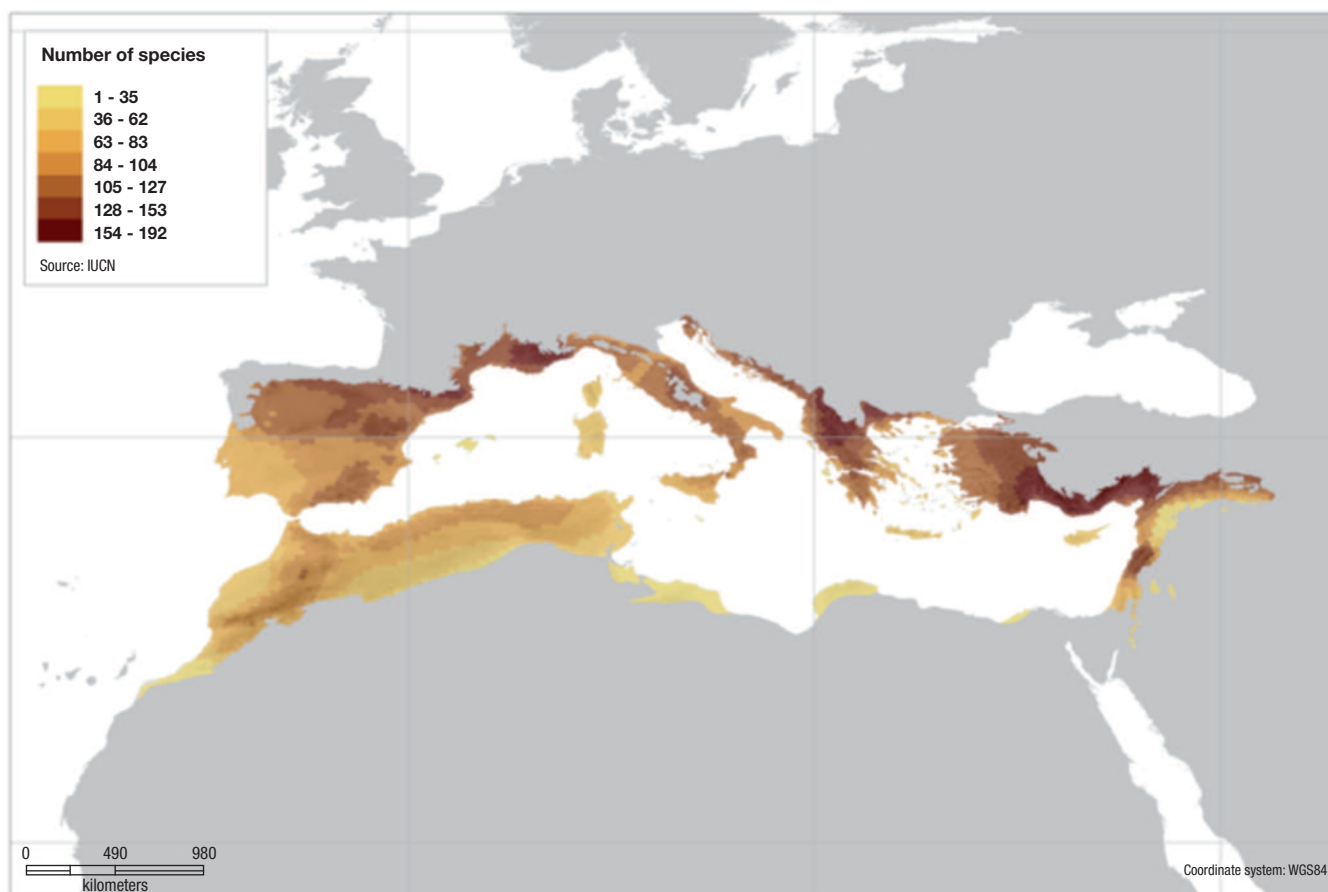 Number of species
1 - 35
36 - 62
63 - 83
84 - 104
105 - 127
128 - 153
154 - 192
Source: IUCN
0 490 980
kilometers
Coordinate system: WGS84